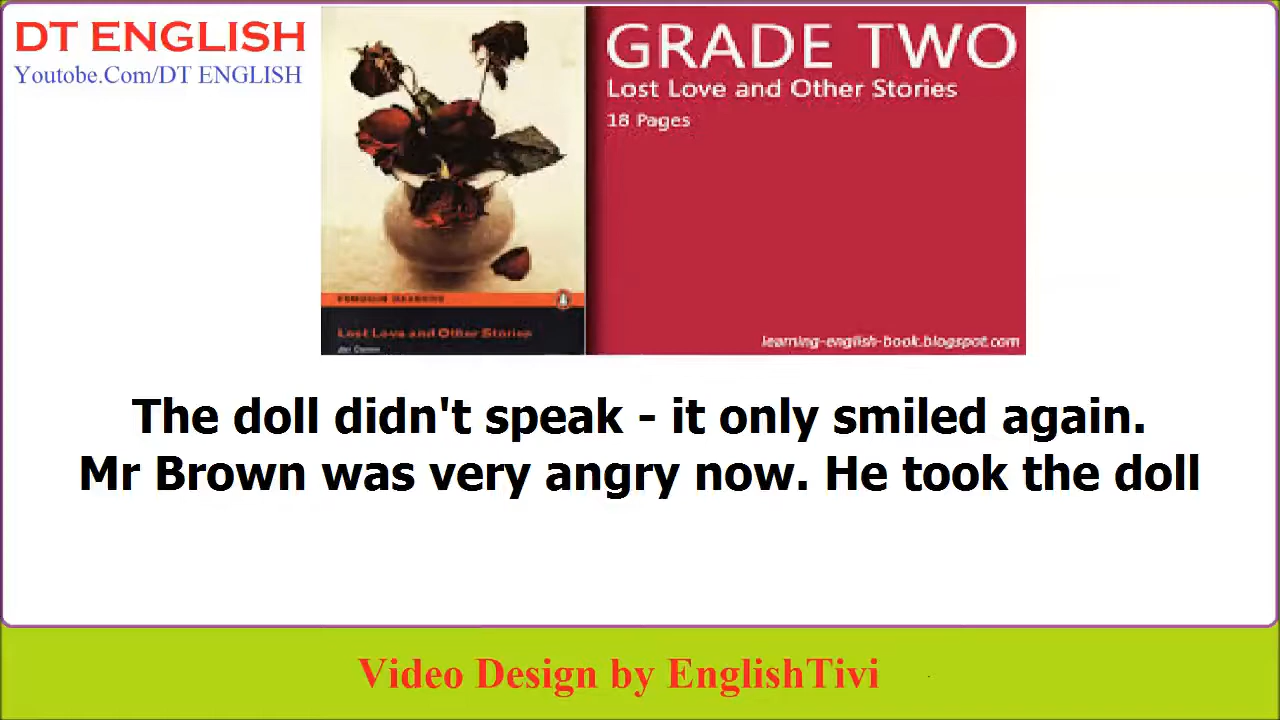 DT ENGLISH
Youtobe.Com/DT ENGLISH
GRADE TWO
Lost Love and Other Stories
18 Pages
PENGUIN READERS
Lost Love and Other Stories
learning-english-book.blogspot.com
The doll didn't speak - it only smiled again.
Mr Brown was very angry now. He took the doll
Video Design by EnglishTivi